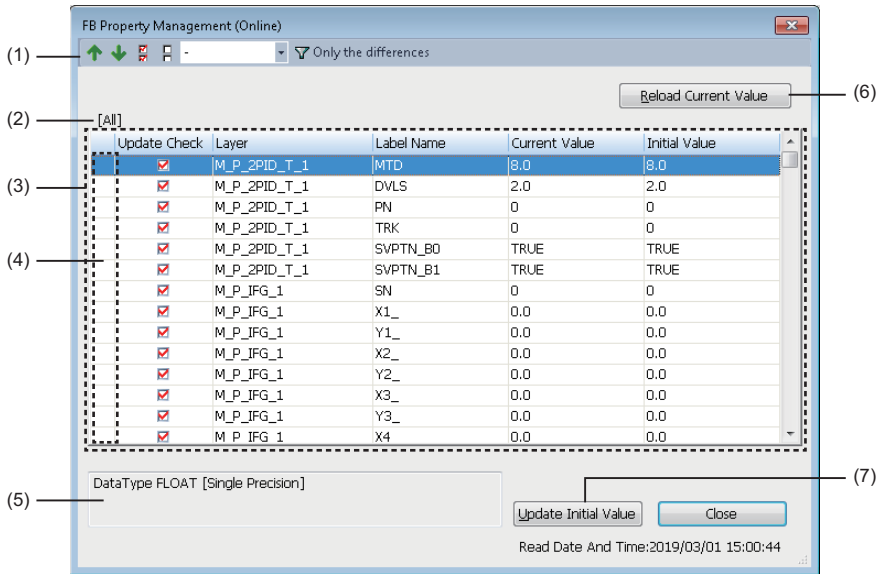 FB Property Management (Online)
(1)
-
Only the differences
Reload Current Value
(6)
(2)
[All]
Update Check Layer Label Name Current Value Initial Value
M_P_2PID_T_1 MTD 8.0 8.0
(3)
M_P_2PID_T_1 DVLS 2.0 2.0
M_P_2PID_T_1 PN 0 0
M_P_2PID_T_1 TRK 0 0
(4)
M_P_2PID_T_1 SVPTN_B0 TRUE TRUE
M_P_2PID_T_1 SVPTN_B1 TRUE TRUE
M_P_IFG_1 SN 0 0
M_P_IFG_1 X1_ 0.0 0.0
M_P_IFG_1 Y1_ 0.0 0.0
M_P_IFG_1 X2_ 0.0 0.0
M_P_IFG_1 Y2_ 0.0 0.0
M_P_IFG_1 X3_ 0.0 0.0
M_P_IFG_1 Y3_ 0.0 0.0
M_P_IFG_1 X4 0.0 0.0
(5)
DataType FLOAT [Single Precision]
(7)
Update Initial Value
Close
Read Date And Time:2019/03/01 15:00:44